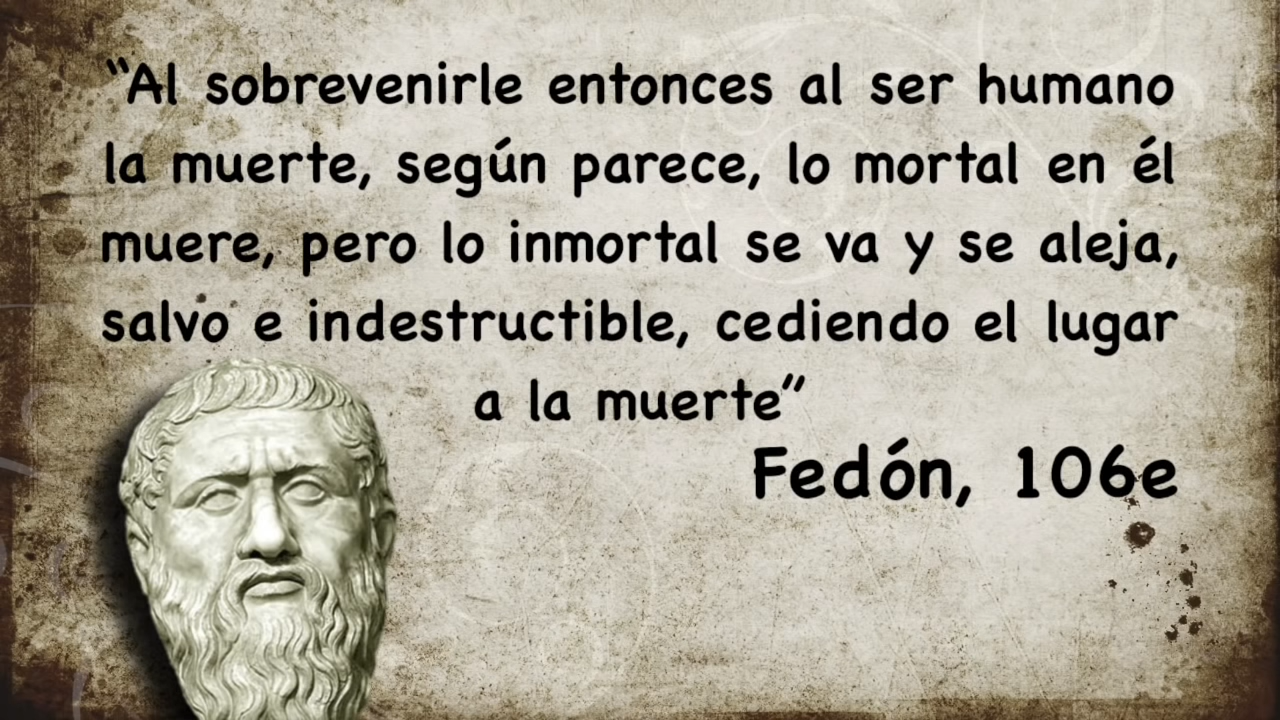 “Al sobrevenirle entonces al ser humano
la muerte, según parece, lo mortal en él
muere, pero lo inmortal se va y se aleja,
salvo e indestructible, cediendo el lugar
a la muerte”
Fedón, 106e